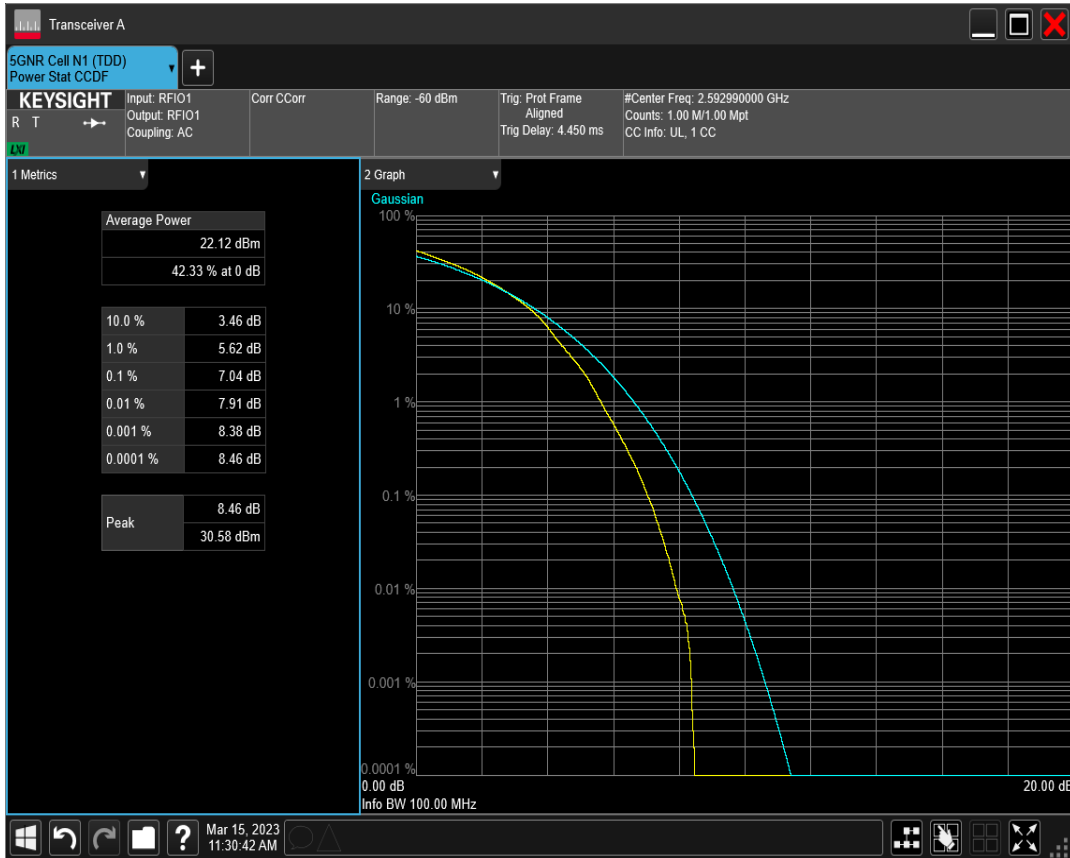 Transceiver A
5GNR Cell N1 (TDD)
Power Stat CCDF
+
KEYSIGHT
R T
LXI
Input: RFIO1
Output: RFIO1
Coupling: AC
Corr CCorr
Range: -60 dBm
Trig: Prot Frame
Aligned
Trig Delay: 4.450 ms
#Center Freq: 2.592990000 GHz
Counts: 1.00 M/1.00 Mpt
CC Info: UL, 1 CC
1 Metrics
Average Power
22.12 dBm
42.33 % at 0 dB
10.0 % 3.46 dB
1.0 % 5.62 dB
0.1 % 7.04 dB
0.01 % 7.91 dB
0.001 % 8.38 dB
0.0001 % 8.46 dB
Peak
8.46 dB
30.58 dBm
2 Graph
Gaussian
100 %
10 %
1 %
0.1 %
0.01 %
0.001 %
0.0001 %
0.00 dB 20.00 dB
Info BW 100.00 MHz
?
Mar 15, 2023
11:30:42 AM